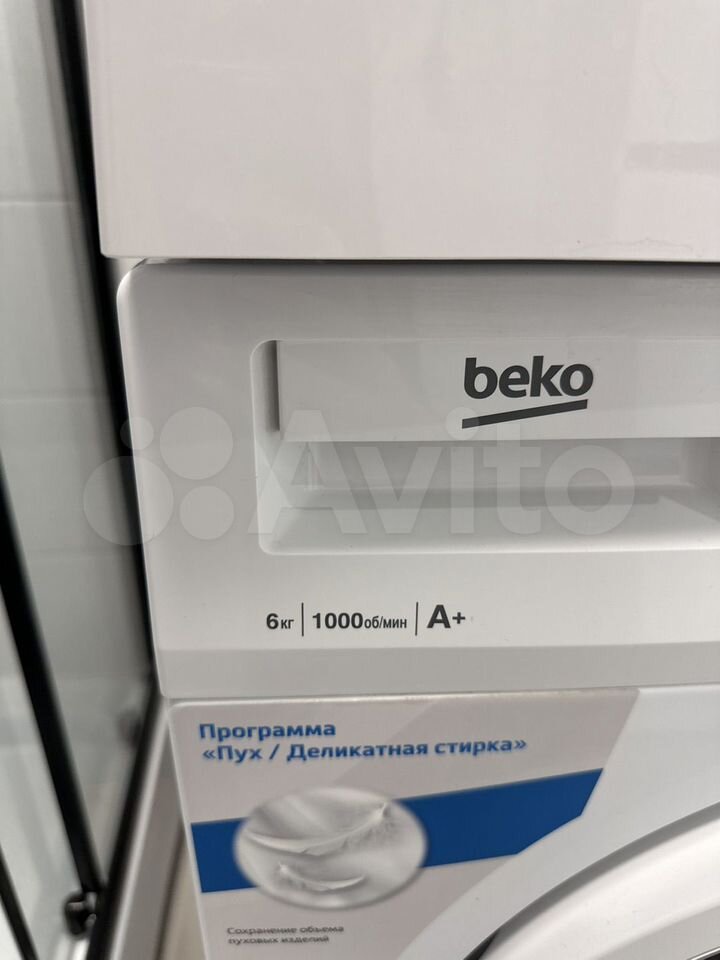 beko
Avito
6кг | 1000об/мин | A+
Программа
«Пух / Деликатная стирка»
Сохранение объема
пуховых изделий